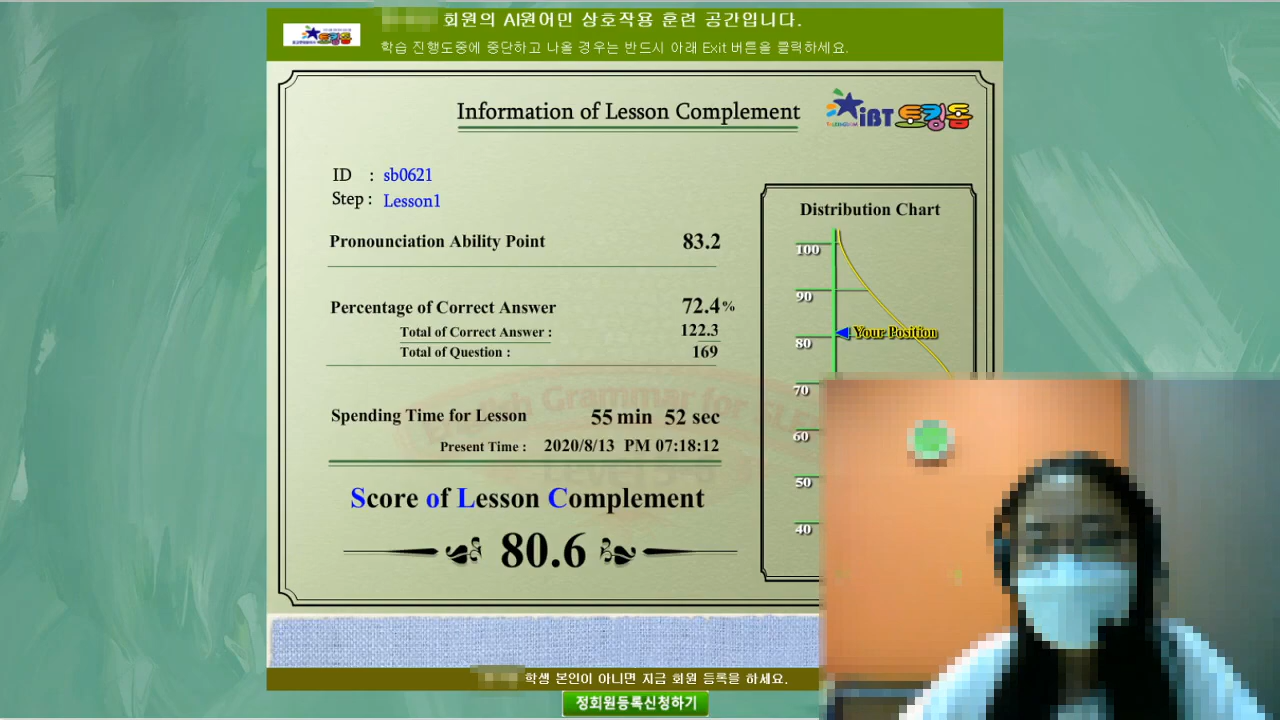 회원의 AI원어민 상호작용 훈련 공간입니다.
학습 진행도중에 중단하고 나올 경우는 반드시 아래 Exit 버튼을 클릭하세요.
Information of Lesson Complement
iBT 토킹톰
ID : sb0621
Step : Lesson1
Pronounciation Ability Point 83.2
Percentage of Correct Answer 72.4%
Total of Correct Answer : 122.3
Total of Question : 169
Spending Time for Lesson 55 min 52 sec
Present Time : 2020/8/13 PM 07:18:12
Score of Lesson Complement
80.6
Distribution Chart
100
90
Your Position
80
70
60
50
40
학생 본인이 아니면 지금 회원 등록을 하세요.
정회원등록신청하기